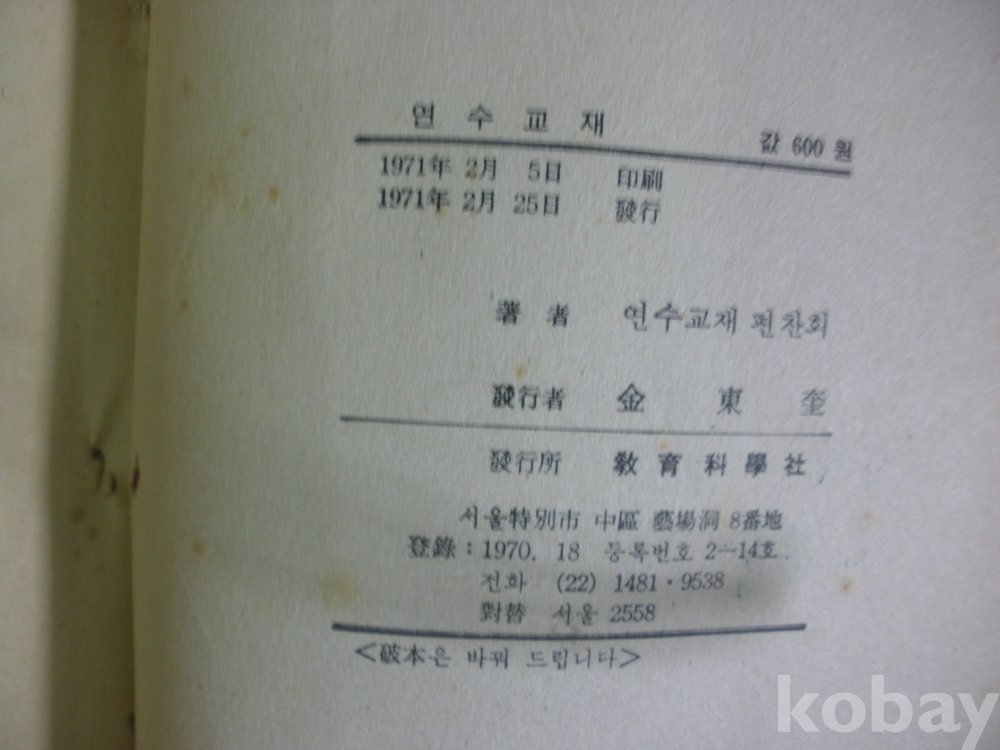 연 수 교 재
값 600 원
1971年 2月 5日 印刷
1971年 2月 25日 發行
著 者 연수교재 편찬회
發行者 金 東 奎
發行所 敎育科學社
서울特別市 中區 藝場洞 8番地
登錄 : 1970. 18 등록번호 2-14호
전화 (22) 1481·9538
對替 서울 2558
<破本은 바꿔 드립니다>
kobay